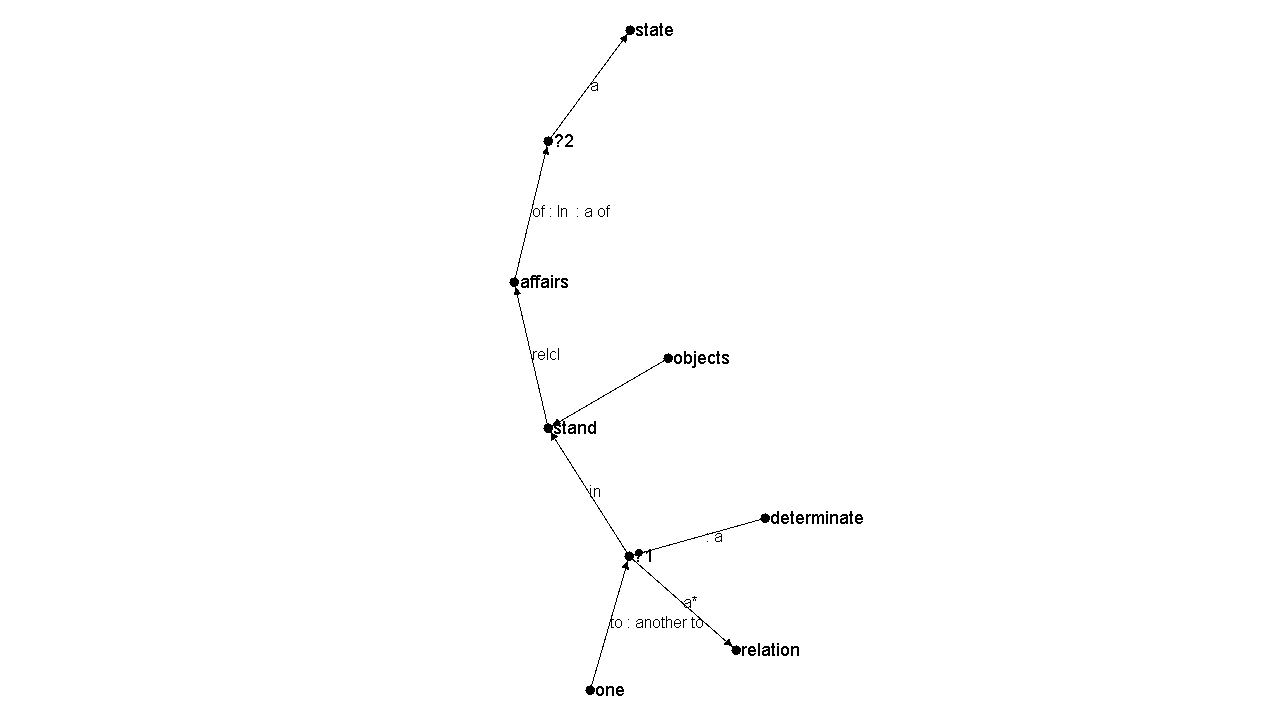 state
a
?2
of : In : a of
affairs
relcl
objects
stand
in
determinate
: a
?1
a*
to : another to
relation
one